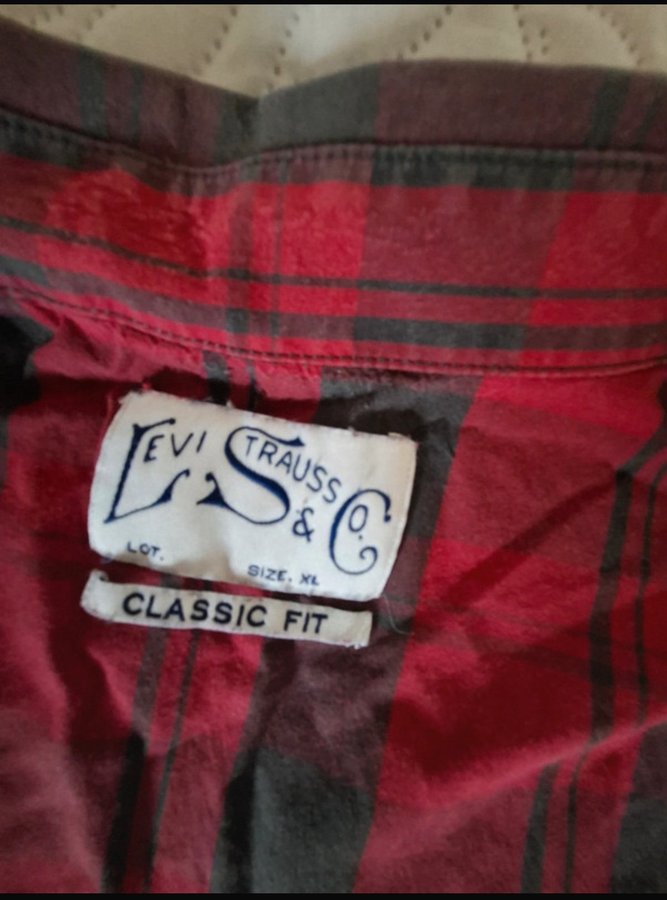 LEVI STRAUSS & CO.
LOT. SIZE. XL
CLASSIC FIT